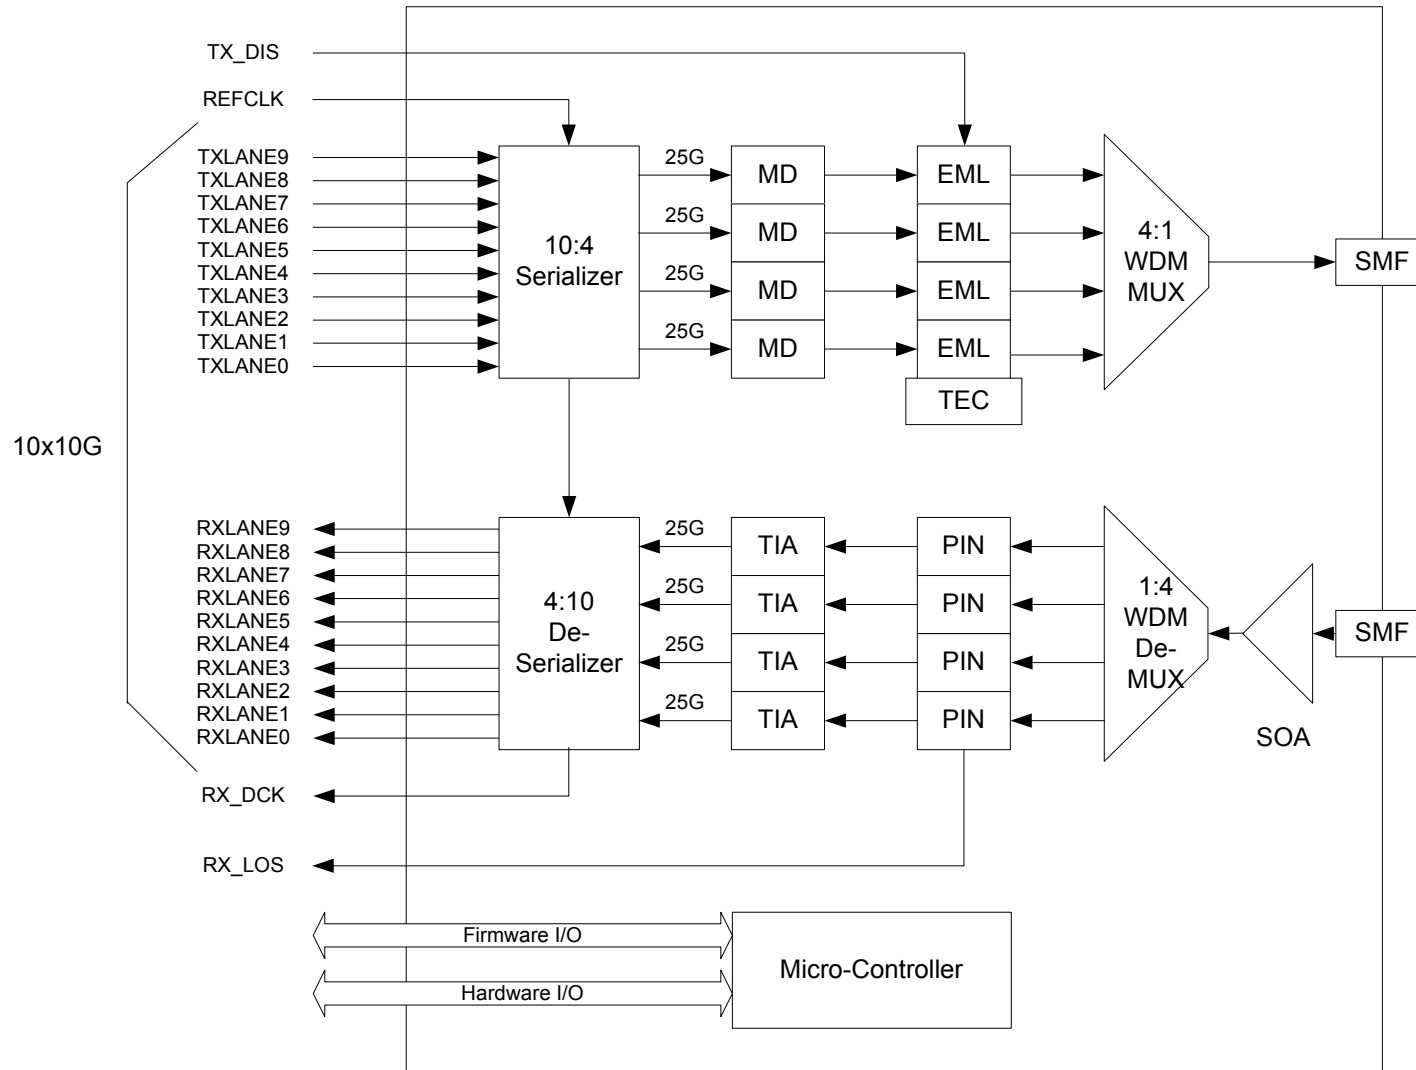 TX_DIS
REFCLK
TXLANE9
TXLANE8
TXLANE7
TXLANE6
TXLANE5
TXLANE4
TXLANE3
TXLANE2
TXLANE1
TXLANE0
10:4
Serializer
25G
25G
25G
25G
MD
MD
MD
MD
EML
EML
EML
EML
TEC
4:1
WDM
MUX
SMF
10x10G
RXLANE9
RXLANE8
RXLANE7
RXLANE6
RXLANE5
RXLANE4
RXLANE3
RXLANE2
RXLANE1
RXLANE0
4:10
De-
Serializer
25G
25G
25G
25G
TIA
TIA
TIA
TIA
PIN
PIN
PIN
PIN
1:4
WDM
De-
MUX
SOA
SMF
RX_DCK
RX_LOS
Firmware I/O
Hardware I/O
Micro-Controller